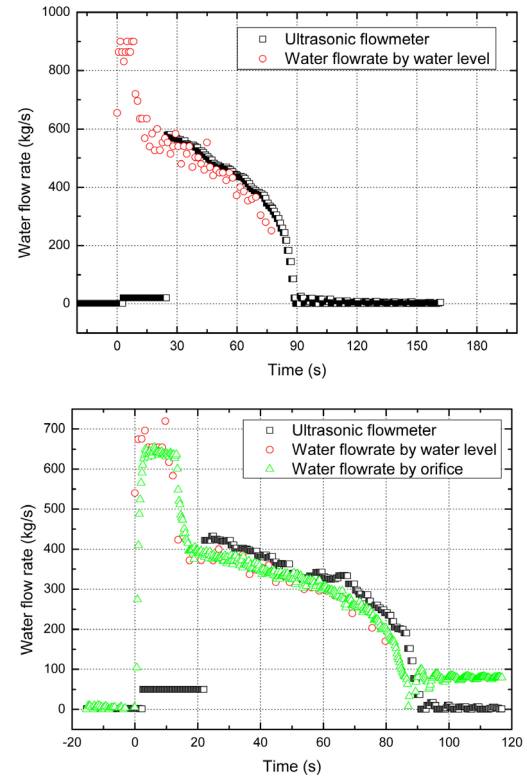 1000
800
600
400
200
0
Water flow rate (kg/s)
Ultrasonic flowmeter
Water flowrate by water level
0 30 60 90 120 150 180
Time (s)
700
600
500
400
300
200
100
0
Water flow rate (kg/s)
Ultrasonic flowmeter
Water flowrate by water level
Water flowrate by orifice
-20 0 20 40 60 80 100 120
Time (s)